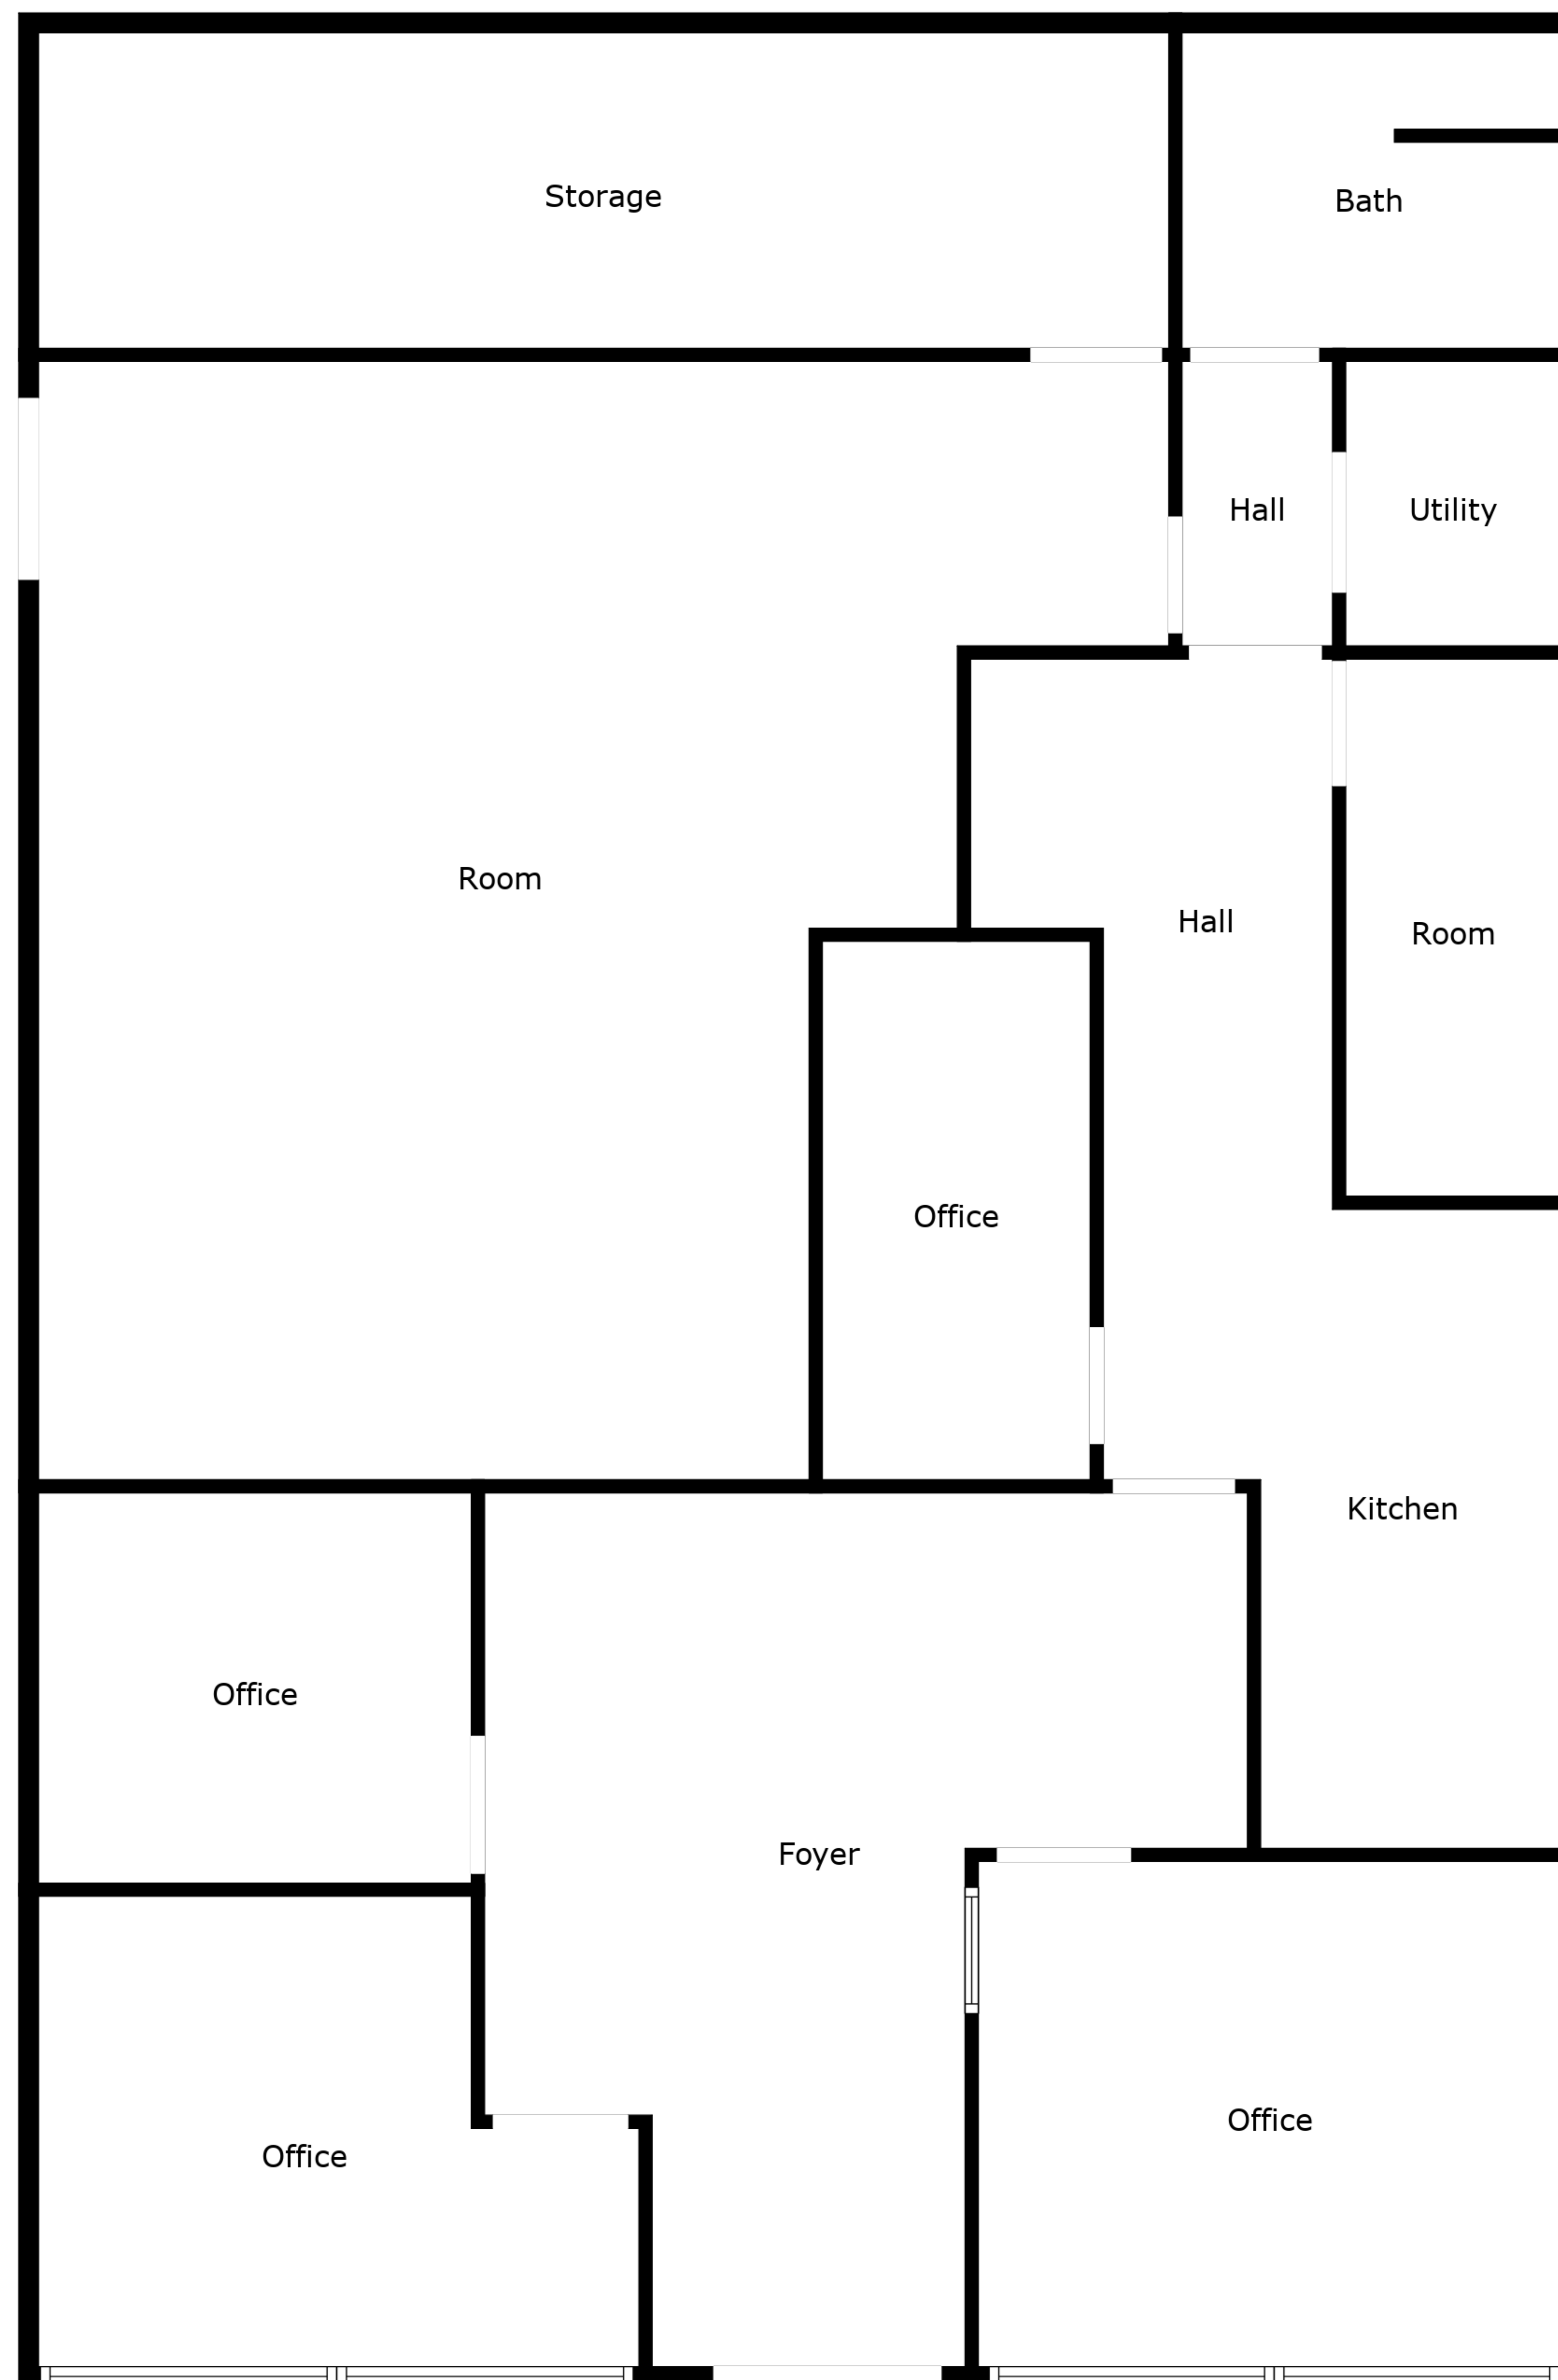 Storage
Bath
Hall
Utility
Room
Hall
Room
Office
Kitchen
Office
Foyer
Office
Office